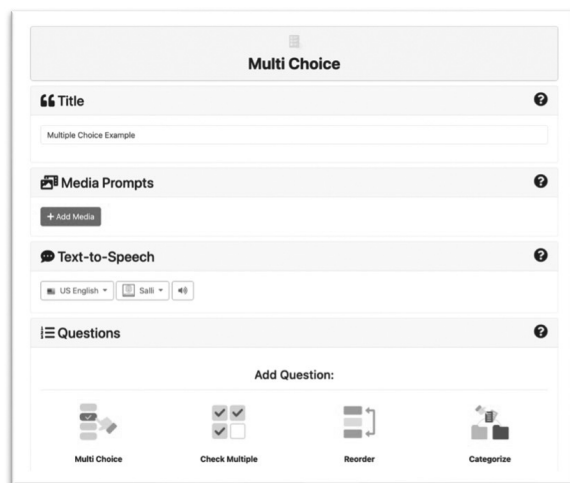 Multi Choice
Title
Multiple Choice Example
Media Prompts
+ Add Media
Text-to-Speech
US English
Salli
Questions
Add Question:
Multi Choice
Check Multiple
Reorder
Categorize